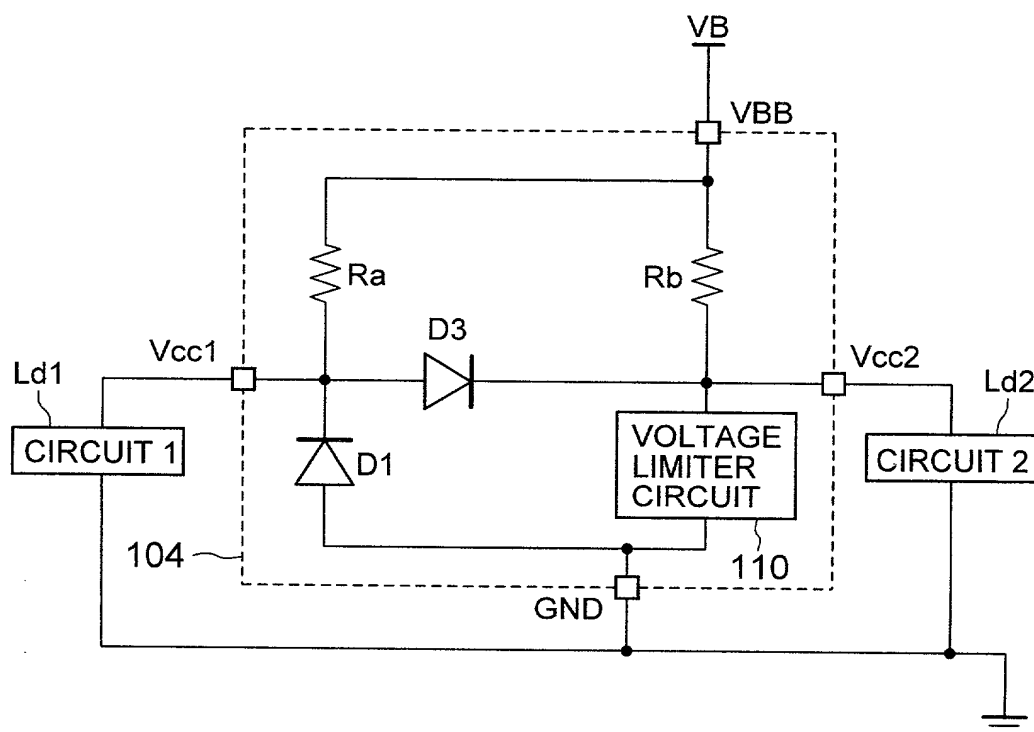 VB
VBB
Ra
Rb
D3
Vcc1
Vcc2
Ld1
Ld2
CIRCUIT 1
D1
VOLTAGE
LIMITER
CIRCUIT
CIRCUIT 2
104
110
GND